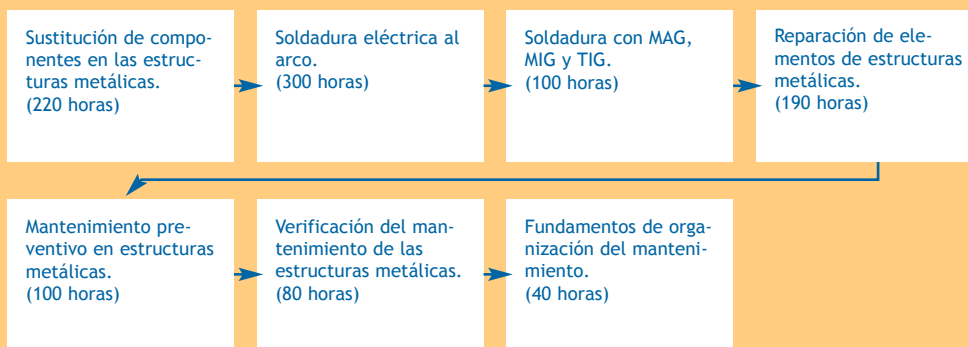 Sustitución de compo-
nentes en las estruc-
turas metálicas.
(220 horas)
Soldadura eléctrica al
arco.
(300 horas)
Soldadura con MAG,
MIG y TIG.
(100 horas)
Reparación de ele-
mentos de estructuras
metálicas.
(190 horas)
Mantenimiento pre-
ventivo en estructuras
metálicas.
(100 horas)
Verificación del man-
tenimiento de las
estructuras metálicas.
(80 horas)
Fundamentos de orga-
nización del manteni-
miento.
(40 horas)